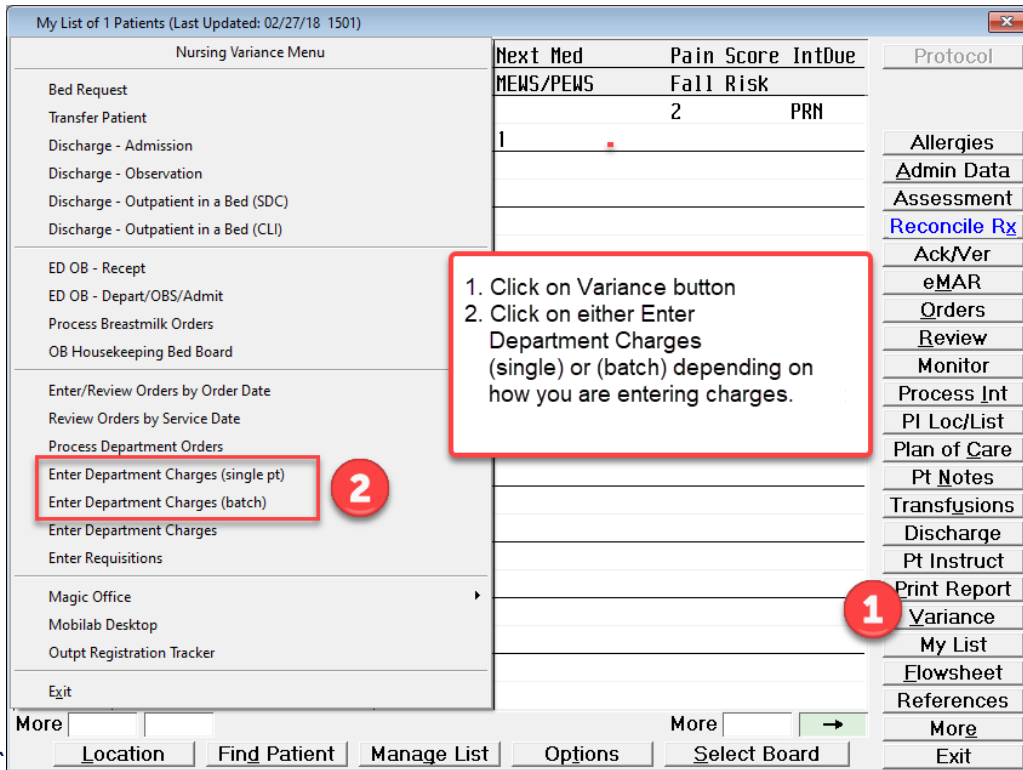 My List of 1 Patients (Last Updated: 02/27/18 1501)
Nursing Variance Menu
Bed Request
Transfer Patient
Discharge - Admission
Discharge - Observation
Discharge - Outpatient in a Bed (SDC)
Discharge - Outpatient in a Bed (CLI)
ED OB - Recept
ED OB - Depart/OBS/Admit
Process Breastmilk Orders
OB Housekeeping Bed Board
Enter/Review Orders by Order Date
Review Orders by Service Date
Process Department Orders
Enter Department Charges (single pt)
Enter Department Charges (batch)
2
Enter Department Charges
Enter Requisitions
Magic Office
Mobilab Desktop
Outpt Registration Tracker
Exit
Next Med Pain Score IntDue
MEWS/PEWS Fall Risk
2 PRN
1
1. Click on Variance button
2. Click on either Enter
Department Charges
(single) or (batch) depending on
how you are entering charges.
Protocol
Allergies
Admin Data
Assessment
Reconcile Rx
Ack/Ver
eMAR
Orders
Review
Monitor
Process Int
PI Loc/List
Plan of Care
Pt Notes
Transfusions
Discharge
Pt Instruct
Print Report
1
Variance
My List
Flowsheet
References
More
Exit
More More
Location Find Patient Manage List Options Select Board